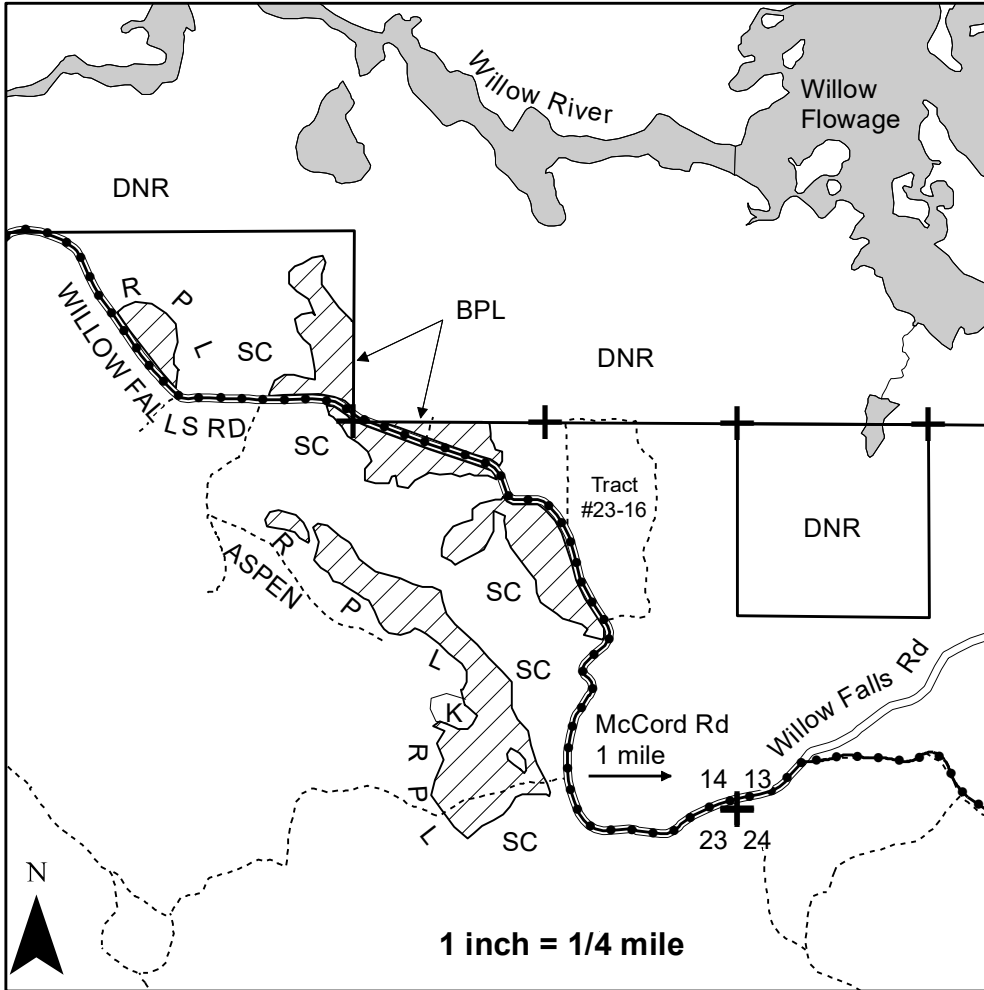 Willow River
Willow
Flowage
DNR
R P L
WILLOW FALLS RD
SC
BPL
DNR
SC
Tract
#23-16
DNR
R P L
ASPEN
SC
SC
K
R P L
McCord Rd
1 mile
Willow Falls Rd
14 13
23 24
SC
N
1 inch = 1/4 mile